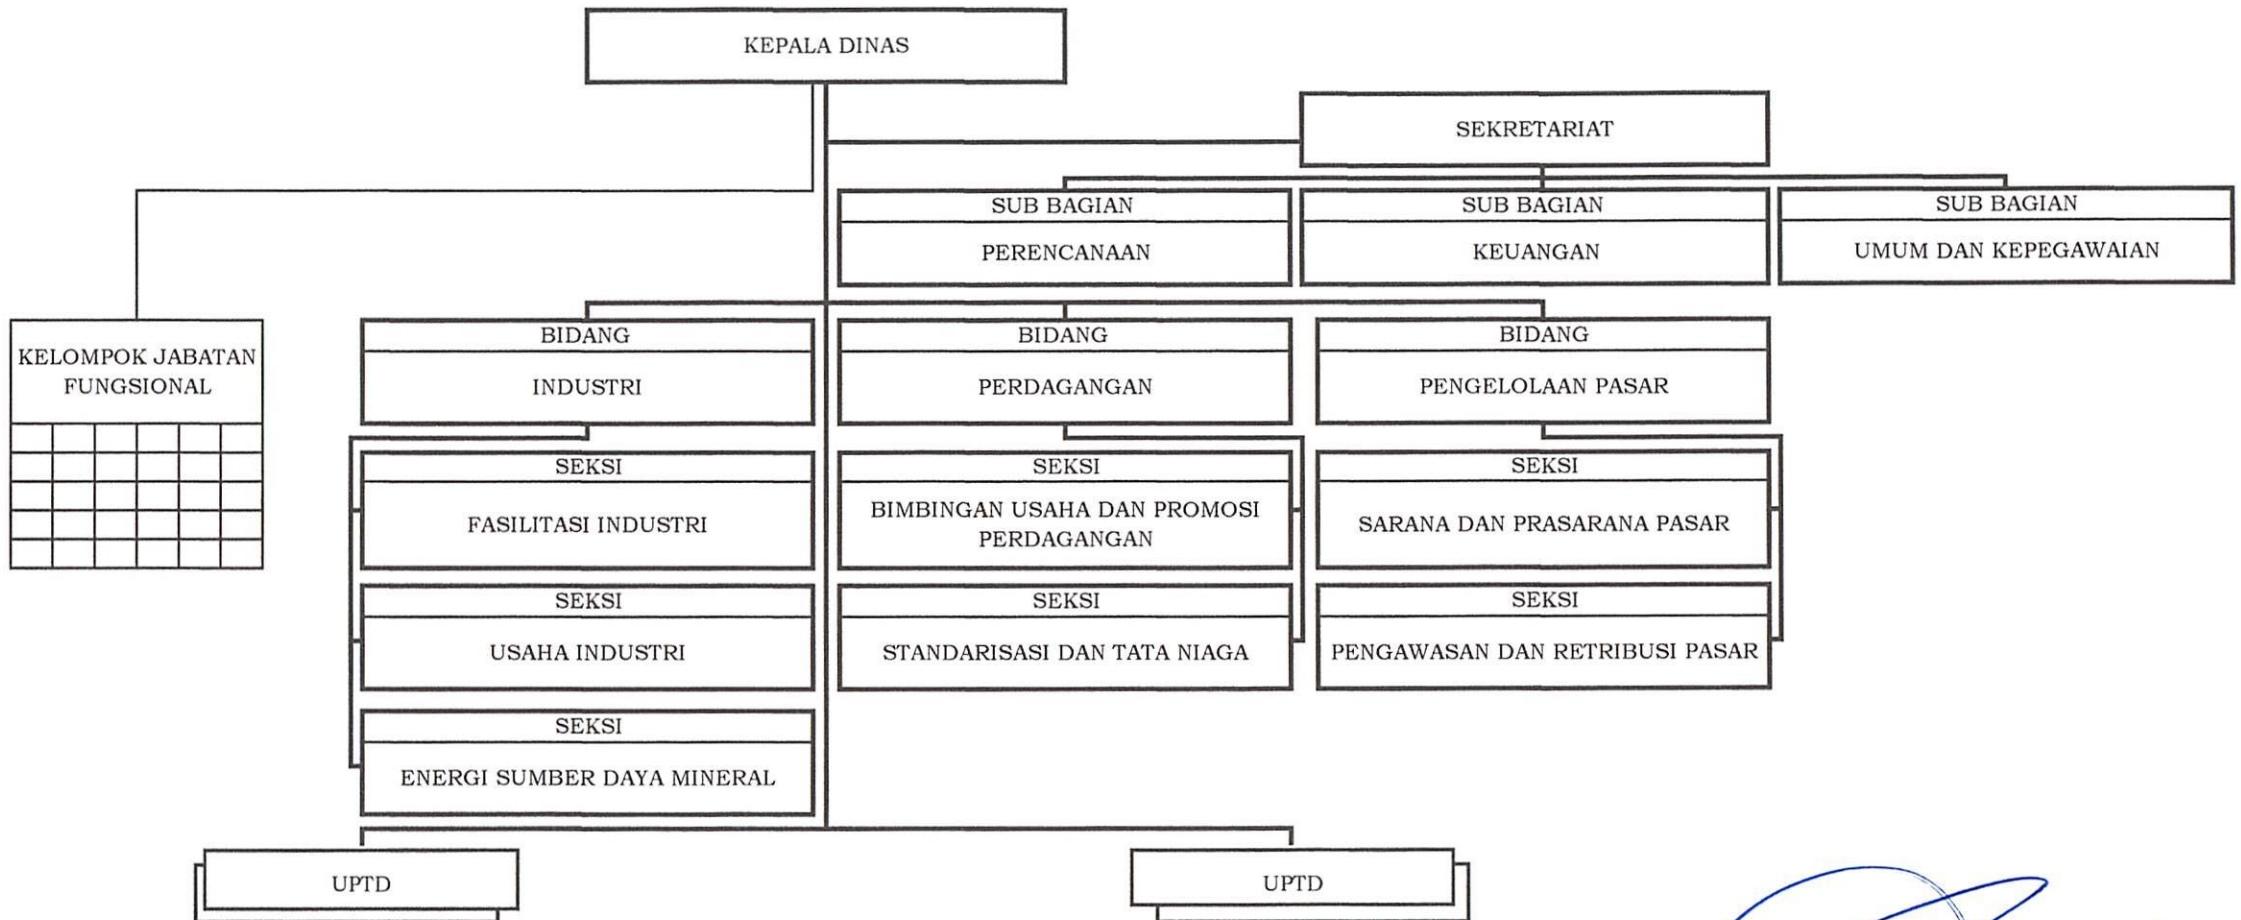 KEPALA DINAS
SEKRETARIAT
SUB BAGIAN
PERENCANAAN
SUB BAGIAN
KEUANGAN
SUB BAGIAN
UMUM DAN KEPEGAWAIAN
KELOMPOK JABATAN
FUNGSIONAL
BIDANG
INDUSTRI
BIDANG
PERDAGANGAN
BIDANG
PENGELOLAAN PASAR
SEKSI
FASILITASI INDUSTRI
SEKSI
BIMBINGAN USAHA DAN PROMOSI
PERDAGANGAN
SEKSI
SARANA DAN PRASARANA PASAR
SEKSI
USAHA INDUSTRI
SEKSI
STANDARISASI DAN TATA NIAGA
SEKSI
PENGAWASAN DAN RETRIBUSI PASAR
SEKSI
ENERGI SUMBER DAYA MINERAL
UPTD
UPTD